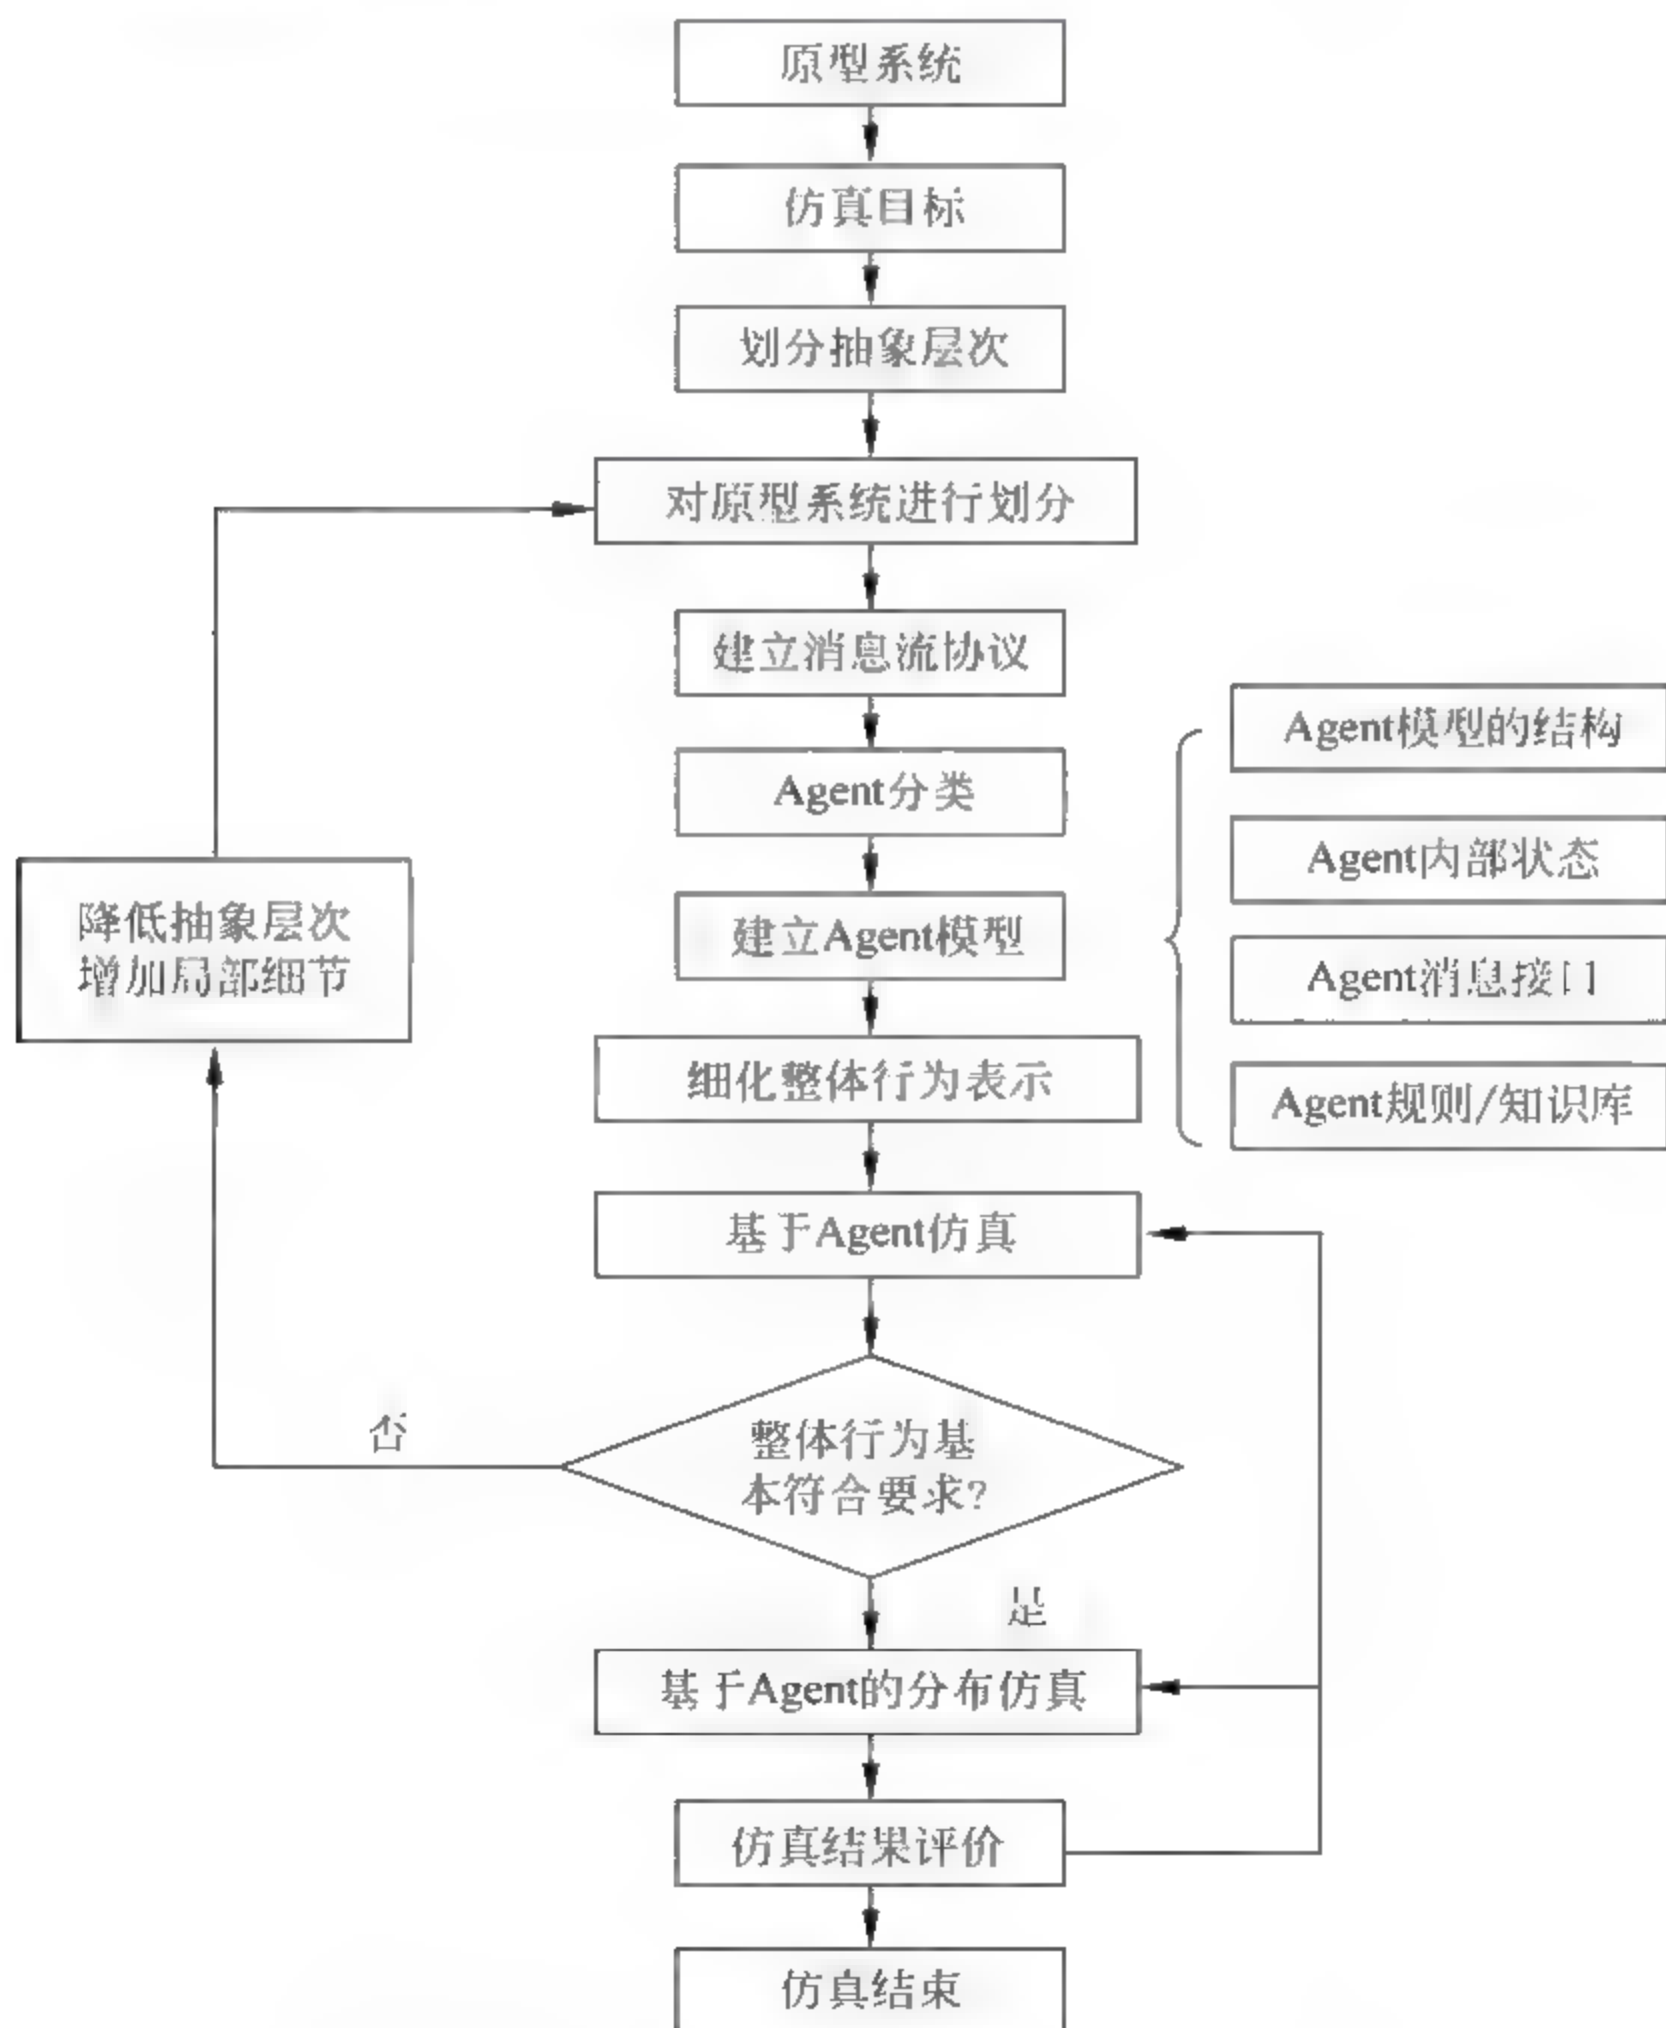 原型系统
仿真目标
划分抽象层次
对原型系统进行划分
建立消息流协议
Agent分类
建立Agent模型
Agent模型的结构
Agent内部状态
Agent消息接口
Agent规则/知识库
降低抽象层次
增加局部细节
细化整体行为表示
基于Agent仿真
整体行为基
本符合要求?
否
是
基于Agent的分布仿真
仿真结果评价
仿真结束